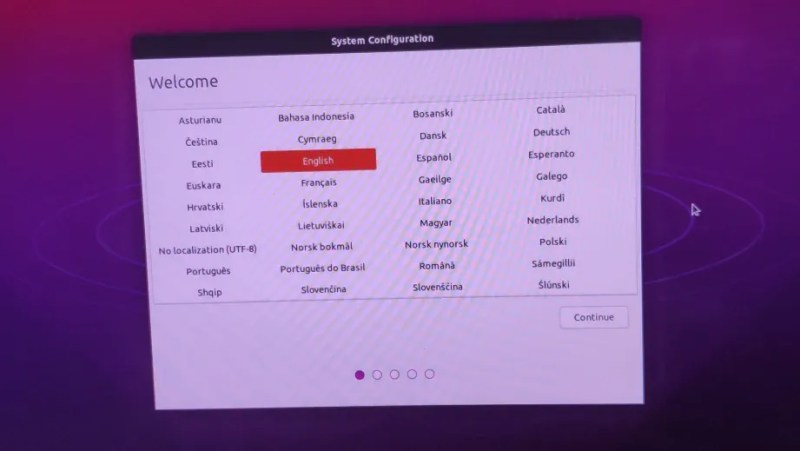 System Configuration
Welcome
Asturianu Bahasa Indonesia Bosanski Català
Čeština Cymraeg Dansk Deutsch
Eesti English Español Esperanto
Euskara Français Gaeilge Galego
Hrvatski Íslenska Italiano Kurdî
Latviski Lietuviškai Magyar Nederlands
No localization (UTF-8) Norsk bokmål Norsk nynorsk Polski
Português Português do Brasil Română Sámegillii
Shqip Slovenčina Slovenščina Ślůnski
Continue